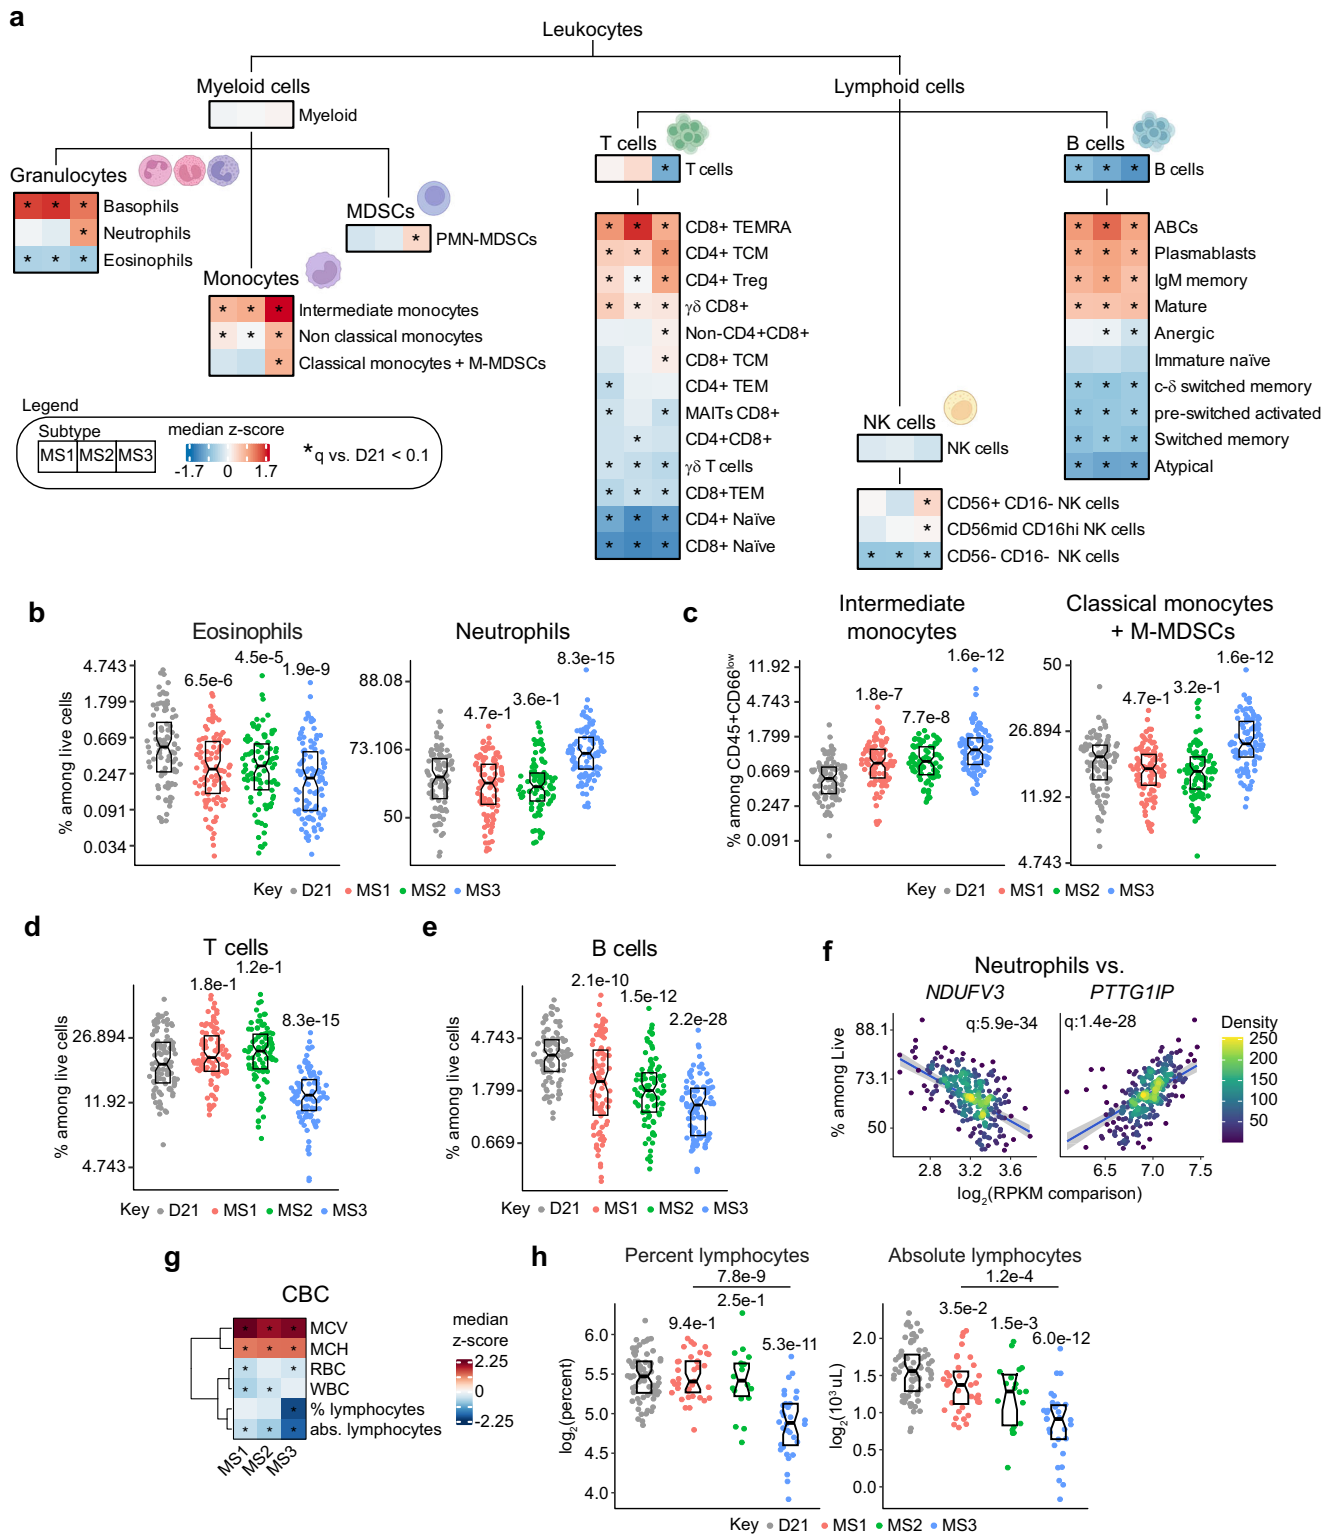 a
Leukocytes
Myeloid cells
Myeloid
Lymphoid cells
Granulocytes
Basophils
Neutrophils
Eosinophils
MDSCs
PMN-MDSCs
Monocytes
Intermediate monocytes
Non classical monocytes
Classical monocytes + M-MDSCs
T cells
T cells
CD8+ TEMRA
CD4+ TCM
CD4+ Treg
γδ CD8+
Non-CD4+CD8+
CD8+ TCM
CD4+ TEM
MAITs CD8+
CD4+CD8+
γδ T cells
CD8+TEM
CD4+ Naïve
CD8+ Naïve
NK cells
NK cells
CD56+ CD16- NK cells
CD56mid CD16hi NK cells
CD56- CD16- NK cells
B cells
B cells
ABCs
Plasmablasts
IgM memory
Mature
Anergic
Immature naïve
c-δ switched memory
pre-switched activated
Switched memory
Atypical
Legend
Subtype
MS1 MS2 MS3
median z-score
-1.7 0 1.7
*q vs. D21 < 0.1
b
Eosinophils
% among live cells
4.743
1.799
0.669
0.247
0.091
0.034
6.5e-6
4.5e-5
1.9e-9
Neutrophils
88.08
73.106
50
4.7e-1
3.6e-1
8.3e-15
Key D21 MS1 MS2 MS3
c
Intermediate
monocytes
% among CD45+CD66low
11.92
4.743
1.799
0.669
0.247
0.091
1.8e-7
7.7e-8
1.6e-12
Classical monocytes
+ M-MDSCs
50
26.894
11.92
4.743
4.7e-1
3.2e-1
1.6e-12
Key D21 MS1 MS2 MS3
d
T cells
% among live cells
26.894
11.92
4.743
1.8e-1
1.2e-1
8.3e-15
Key D21 MS1 MS2 MS3
e
B cells
% among live cells
4.743
1.799
0.669
2.1e-10
1.5e-12
2.2e-28
Key D21 MS1 MS2 MS3
f
Neutrophils vs.
NDUFV3
PTTG1IP
q:5.9e-34
q:1.4e-28
% among Live
88.1
73.1
50
2.8 3.2 3.6
6.5 7.0 7.5
log2(RPKM comparison)
Density
250
200
150
100
50
g
CBC
MCV
MCH
RBC
WBC
% lymphocytes
abs. lymphocytes
MS1 MS2 MS3
median
z-score
2.25
0
-2.25
h
Percent lymphocytes
7.8e-9
9.4e-1
2.5e-1
5.3e-11
log2(percent)
6.0
5.5
5.0
4.5
4.0
Absolute lymphocytes
1.2e-4
3.5e-2
1.5e-3
6.0e-12
log2(10³uL)
2.0
1.5
1.0
0.5
0.0
Key D21 MS1 MS2 MS3